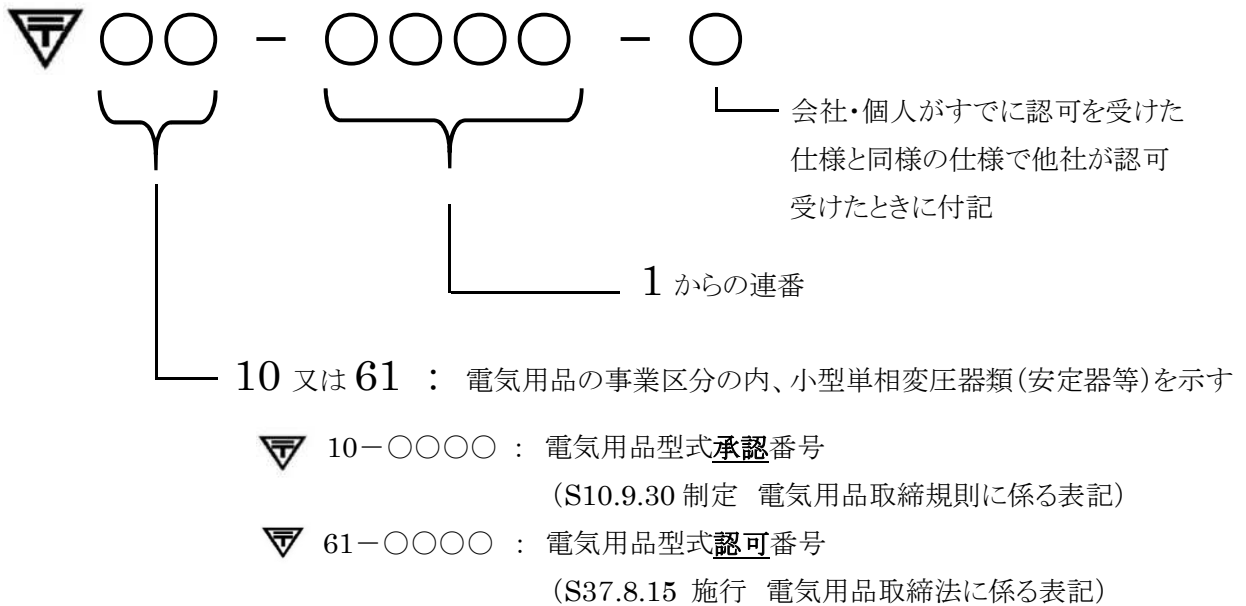 〒 ○○ － ○○○○ － ○
会社・個人がすでに認可を受けた
仕様と同様の仕様で他社が認可
受けたときに付記
1 からの連番
10 又は 61 ： 電気用品の事業区分の内、小型単相変圧器類（安定器等）を示す
〒 10－○○○○ ： 電気用品型式承認番号
（S10.9.30 制定 電気用品取締規則に係る表記）
〒 61－○○○○ ： 電気用品型式認可番号
（S37.8.15 施行 電気用品取締法に係る表記）